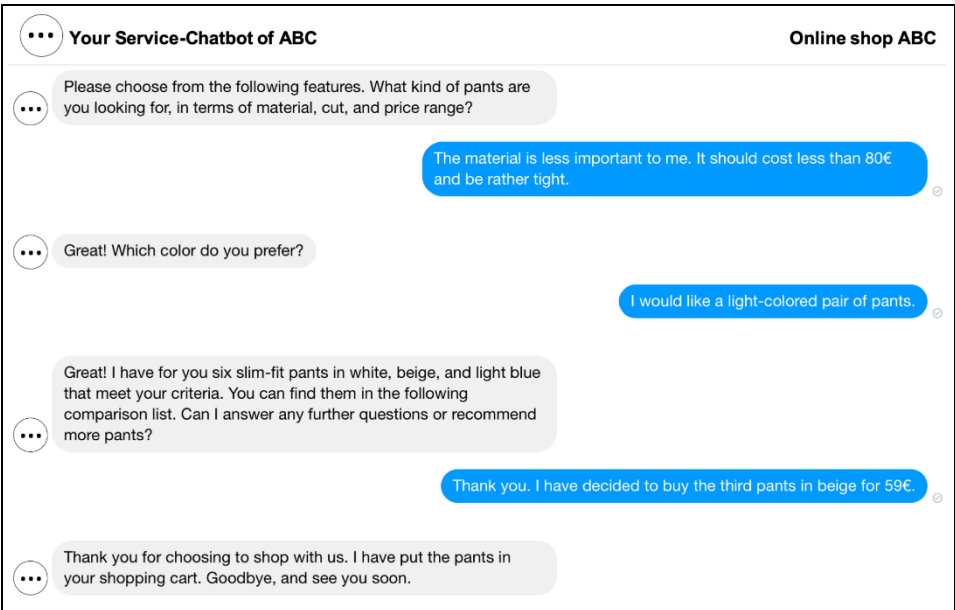 Your Service-Chatbot of ABC
Online shop ABC
Please choose from the following features. What kind of pants are
you looking for, in terms of material, cut, and price range?
The material is less important to me. It should cost less than 80€
and be rather tight.
Great! Which color do you prefer?
I would like a light-colored pair of pants.
Great! I have for you six slim-fit pants in white, beige, and light blue
that meet your criteria. You can find them in the following
comparison list. Can I answer any further questions or recommend
more pants?
Thank you. I have decided to buy the third pants in beige for 59€.
Thank you for choosing to shop with us. I have put the pants in
your shopping cart. Goodbye, and see you soon.